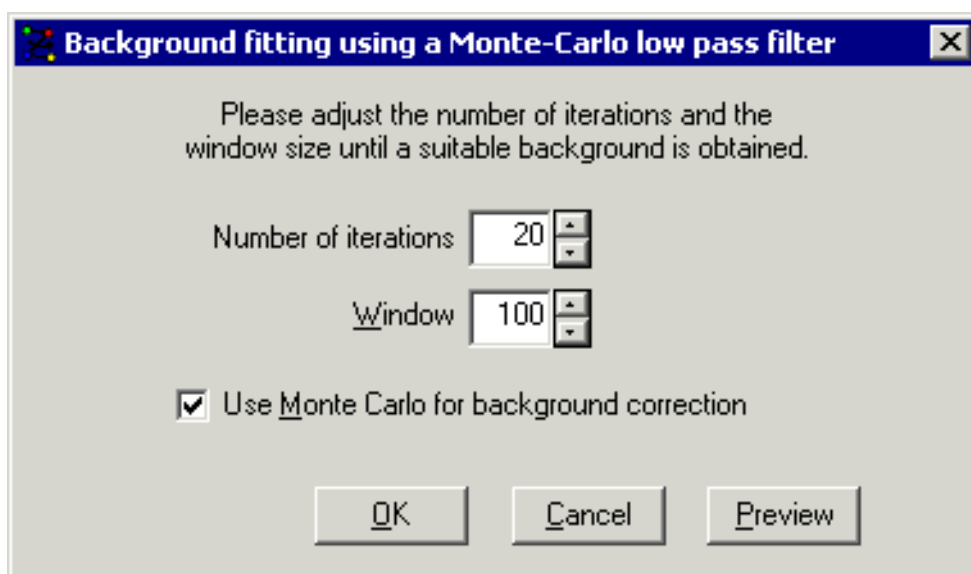 Background fitting using a Monte-Carlo low pass filter
Please adjust the number of iterations and the
window size until a suitable background is obtained.
Number of iterations 20
Window 100
Use Monte Carlo for background correction
OK Cancel Preview